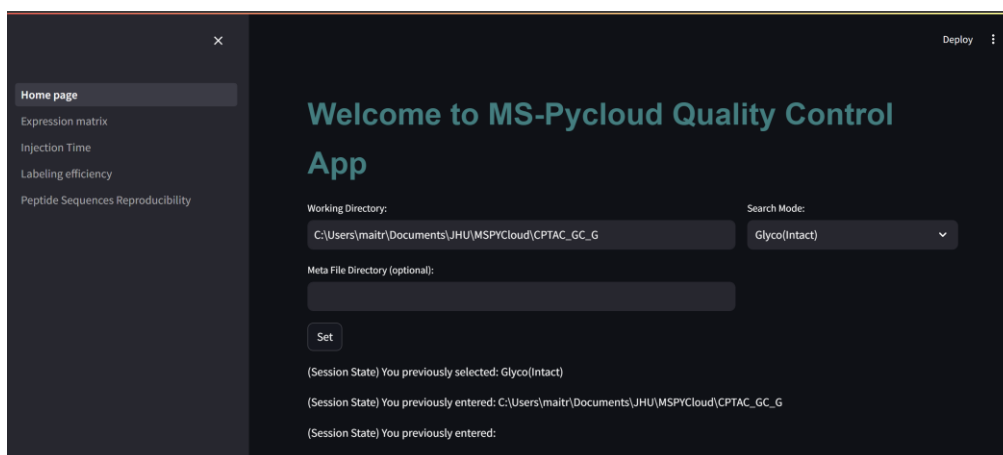 Deploy
Home page
Expression matrix
Injection Time
Labeling efficiency
Peptide Sequences Reproducibility
Welcome to MS-Pycloud Quality Control
App
Working Directory:
Search Mode:
C:\Users\maitr\Documents\JHU\MSPYCloud\CPTAC_GC_G
Glyco(Intact)
Meta File Directory (optional):
Set
(Session State) You previously selected: Glyco(Intact)
(Session State) You previously entered: C:\Users\maitr\Documents\JHU\MSPYCloud\CPTAC_GC_G
(Session State) You previously entered: